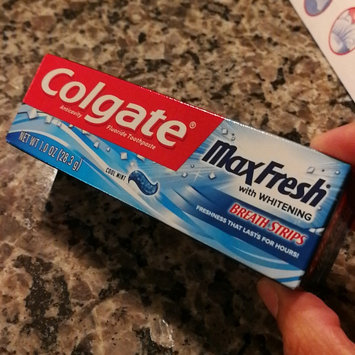 Colgate®
Anticavity Fluoride Toothpaste
NET WT 1.0 OZ (28.3 g)
COOL MINT
MaxFresh
with WHITENING
BREATH STRIPS
FRESHNESS THAT LASTS FOR HOURS!